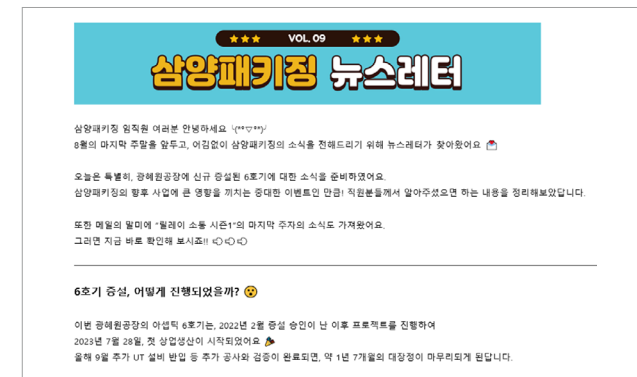 ★★★ VOL. 09 ★★★
삼양패키징 뉴스레터
삼양패키징 임직원 여러분 안녕하세요 ╰(*°▽°*)╯
8월의 마지막 주말을 앞두고, 어김없이 삼양패키징의 소식을 전해드리기 위해 뉴스레터가 찾아왔어요 📩
오늘은 특별히, 광혜원공장에 신규 증설된 6호기에 대한 소식을 준비하였어요.
삼양패키징의 향후 사업에 큰 영향을 끼치는 중대한 이벤트인 만큼! 직원분들께서 알아주셨으면 하는 내용을 정리해보았답니다.
또한 메일의 말미에 "릴레이 소통 시즌1"의 마지막 주자의 소식도 가져왔어요.
그러면 지금 바로 확인해 보시죠!!
6호기 증설, 어떻게 진행되었을까? 😮
이번 광혜원공장의 아셉틱 6호기는, 2022년 2월 증설 승인이 난 이후 프로젝트를 진행하여
2023년 7월 28일, 첫 상업생산이 시작되었어요 🎉
올해 9월 추가 UT 설비 반입 등 추가 공사와 검증이 완료되면, 약 1년 7개월의 대장정이 마무리되게 된답니다.